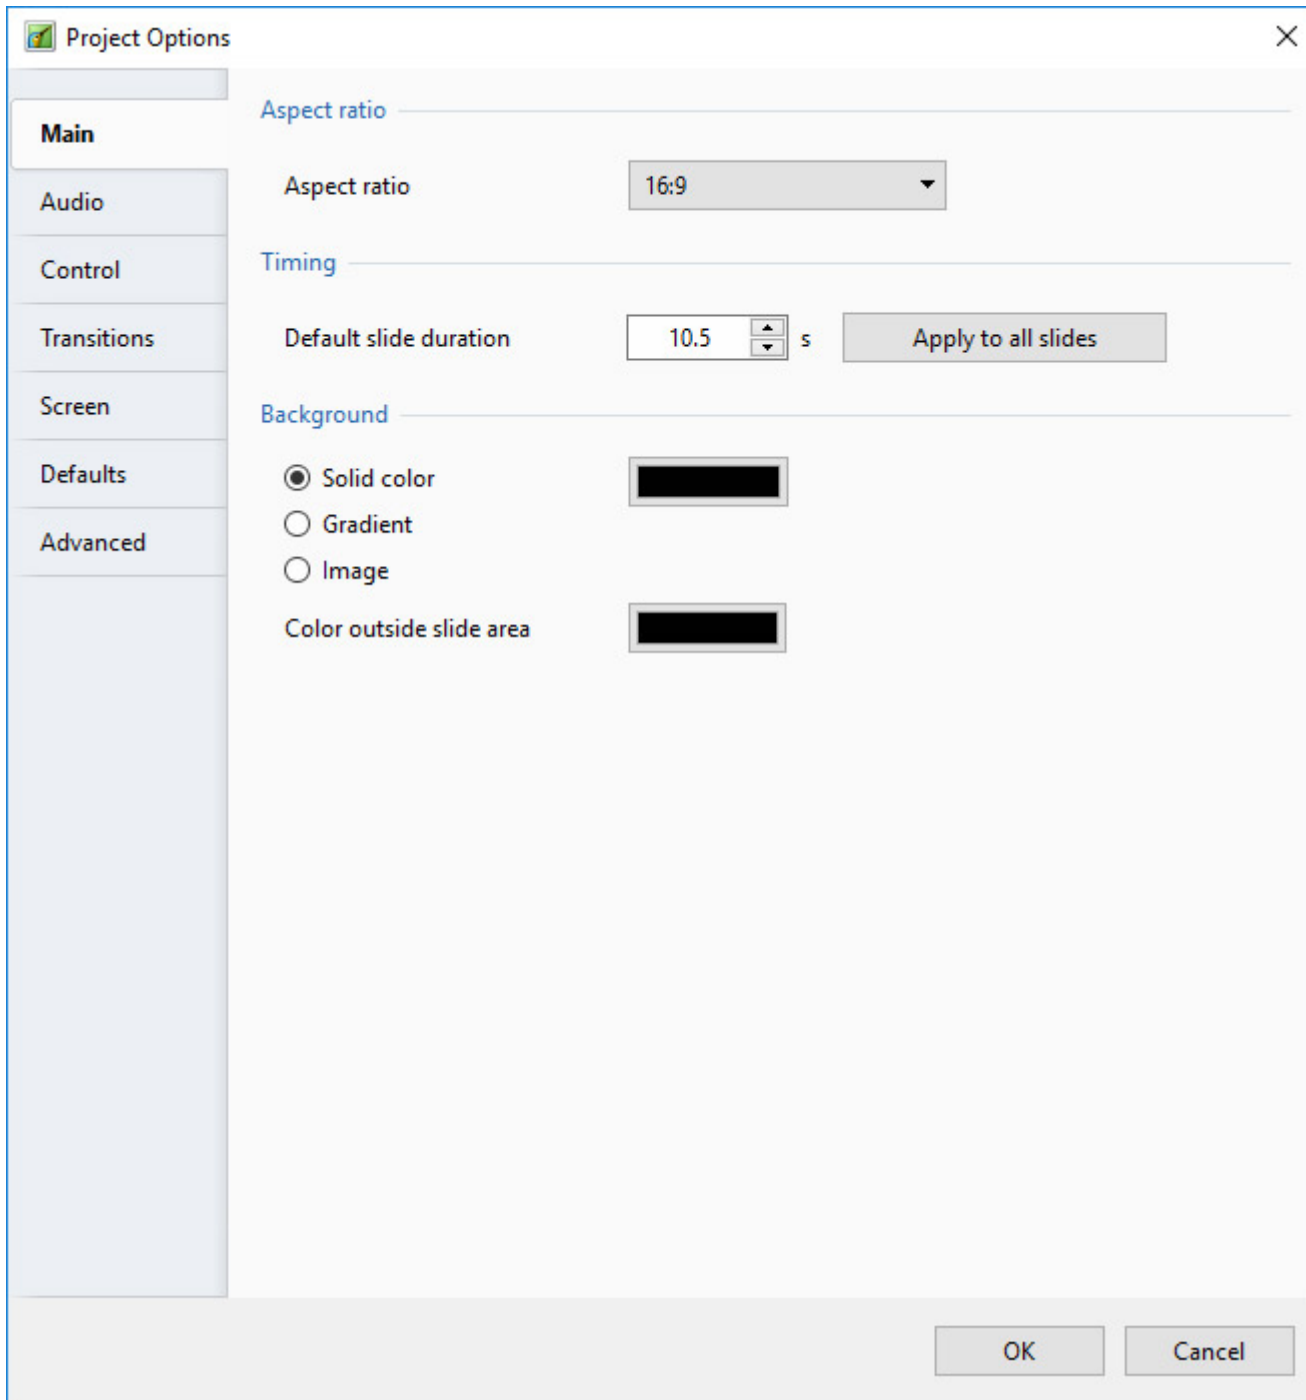 Project Options
Main
Audio
Control
Transitions
Screen
Defaults
Advanced
Aspect ratio
Aspect ratio 16:9
Timing
Default slide duration 10.5 s Apply to all slides
Background
Solid color
Gradient
Image
Color outside slide area
OK Cancel